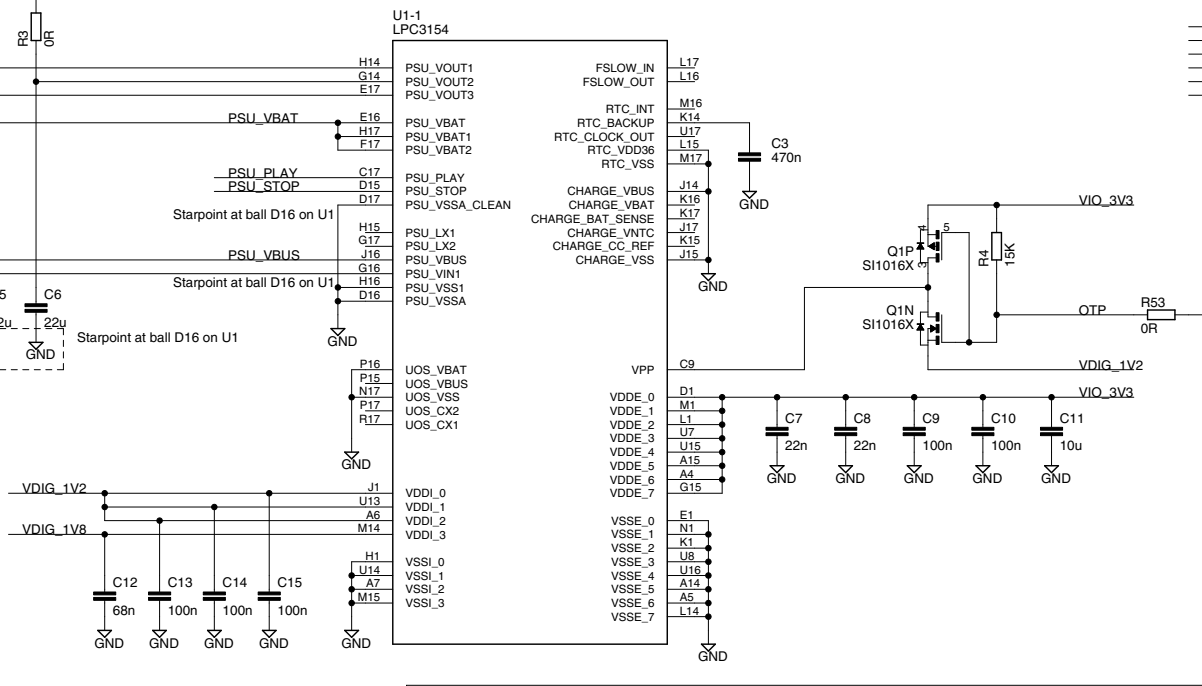 U1-1
LPC3154
R3
0R
H14 PSU_VOUT1
G14 PSU_VOUT2
E17 PSU_VOUT3
PSU_VBAT E16 PSU_VBAT
H17 PSU_VBAT1
F17 PSU_VBAT2
PSU_PLAY C17 PSU_PLAY
PSU_STOP D15 PSU_STOP
D17 PSU_VSSA_CLEAN
Starpoint at ball D16 on U1
H15 PSU_LX1
G17 PSU_LX2
PSU_VBUS J16 PSU_VBUS
G16 PSU_VIN1
Starpoint at ball D16 on U1
H16 PSU_VSS1
D16 PSU_VSSA
GND
5
2u
C6
22u
GND
Starpoint at ball D16 on U1
P16 UOS_VBAT
P15 UOS_VBUS
N17 UOS_VSS
P17 UOS_CX2
R17 UOS_CX1
GND
VDIG_1V2 J1 VDDI_0
U13 VDDI_1
A6 VDDI_2
VDIG_1V8 M14 VDDI_3
H1 VSSI_0
U14 VSSI_1
A7 VSSI_2
M15 VSSI_3
C12 C13 C14 C15
68n 100n 100n 100n
GND GND GND GND GND
FSLOW_IN L17
FSLOW_OUT L16
RTC_INT M16
RTC_BACKUP K14
RTC_CLOCK_OUT U17
RTC_VDD36 L15
RTC_VSS M17
C3
470n
GND
CHARGE_VBUS J14
CHARGE_VBAT K16
CHARGE_BAT_SENSE K17
CHARGE_VNTC J17
CHARGE_CC_REF K15
CHARGE_VSS J15
GND
VIO_3V3
4
5
3
Q1P
SI1016X
R4
15K
Q1N
SI1016X
OTP
R53
0R
VDIG_1V2
VPP C9
VIO_3V3
VDDE_0 D1
VDDE_1 M1
VDDE_2 L1
VDDE_3 U7
VDDE_4 U15
VDDE_5 A15
VDDE_6 A4
VDDE_7 G15
C7 C8 C9 C10 C11
22n 22n 100n 100n 10u
GND GND GND GND GND
VSSE_0 E1
VSSE_1 N1
VSSE_2 K1
VSSE_3 U8
VSSE_4 U16
VSSE_5 A14
VSSE_6 A5
VSSE_7 L14
GND